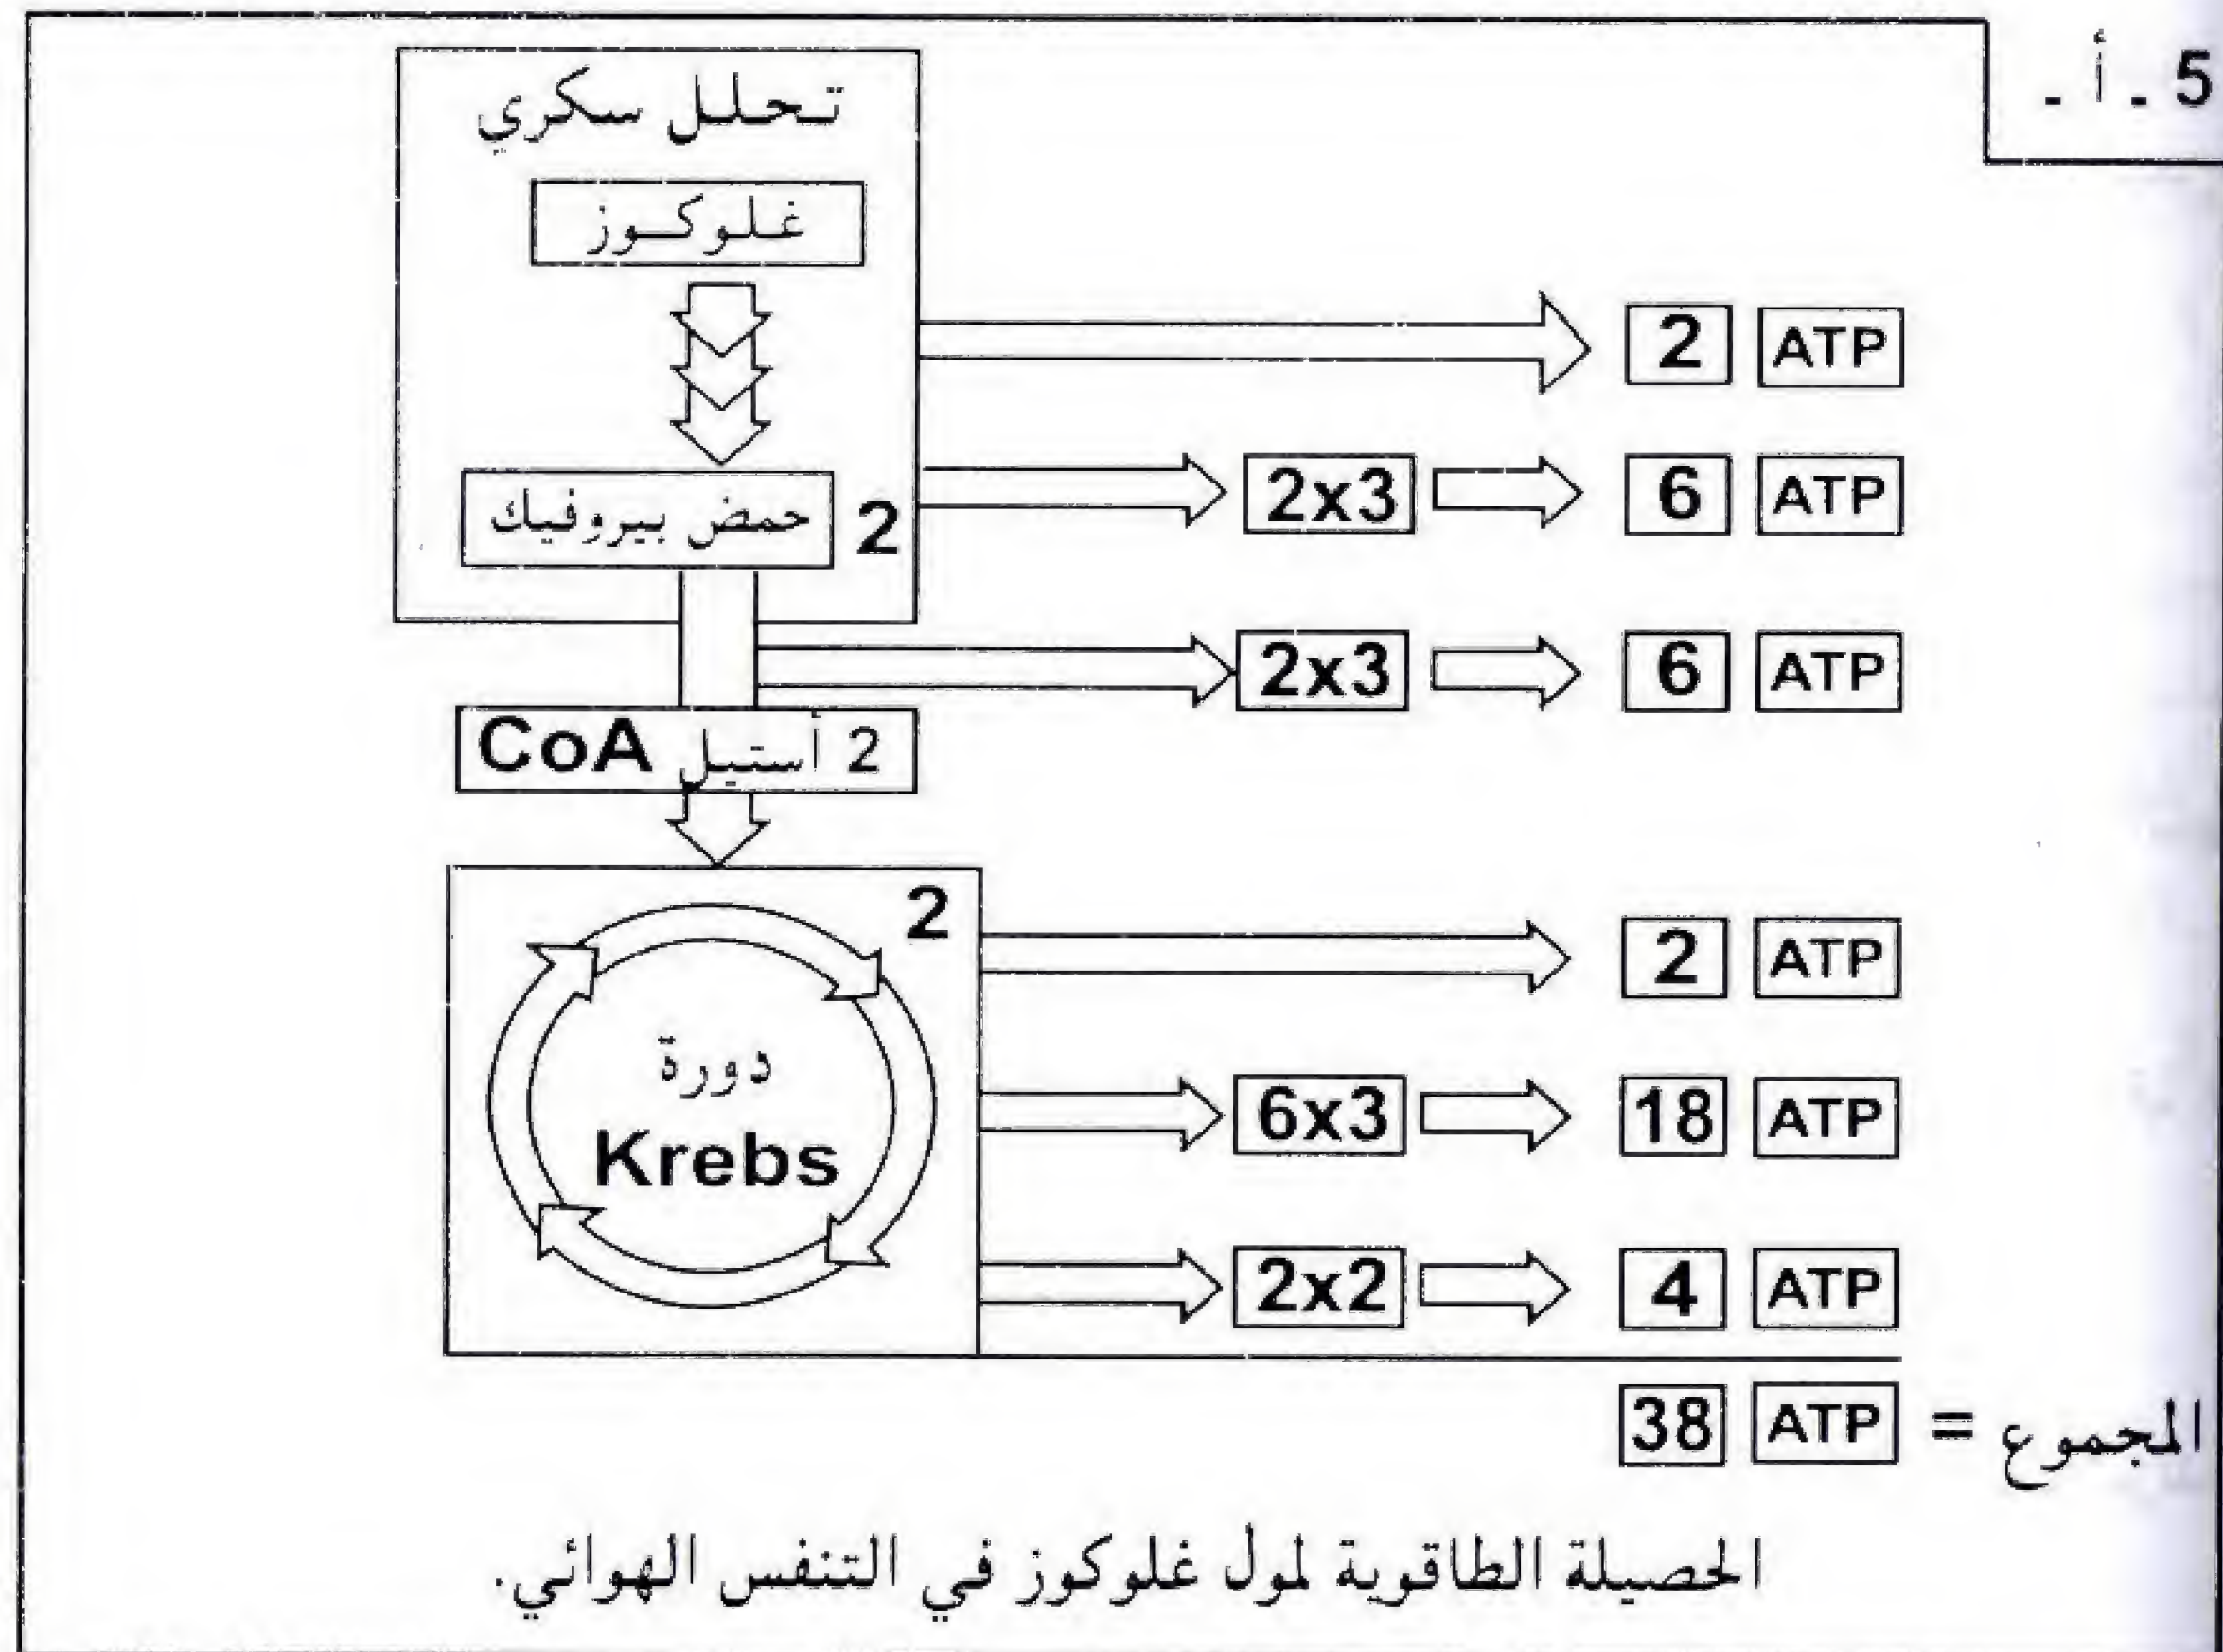 5 - أ -
تحلل سكري
غلوكوز
2 ATP
حمض بيروفيك 2
2x3 6 ATP
2x3 6 ATP
2 أستيل CoA
2
2 ATP
دورة
Krebs
6x3 18 ATP
2x2 4 ATP
المجموع = 38 ATP
الحصيلة الطاقوية لمول غلوكوز في التنفس الهوائي.